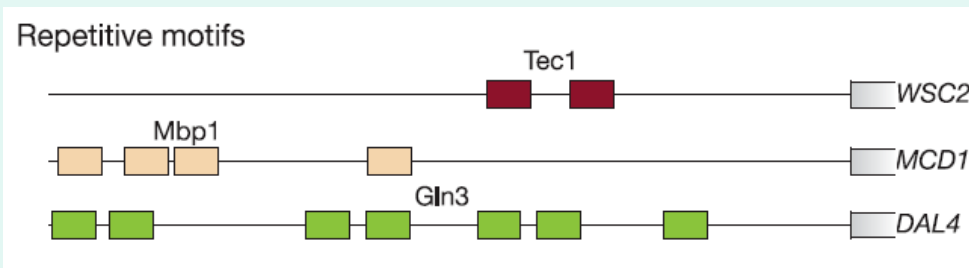 Repetitive motifs
Tec1
WSC2
Mbp1
MCD1
Gln3
DAL4